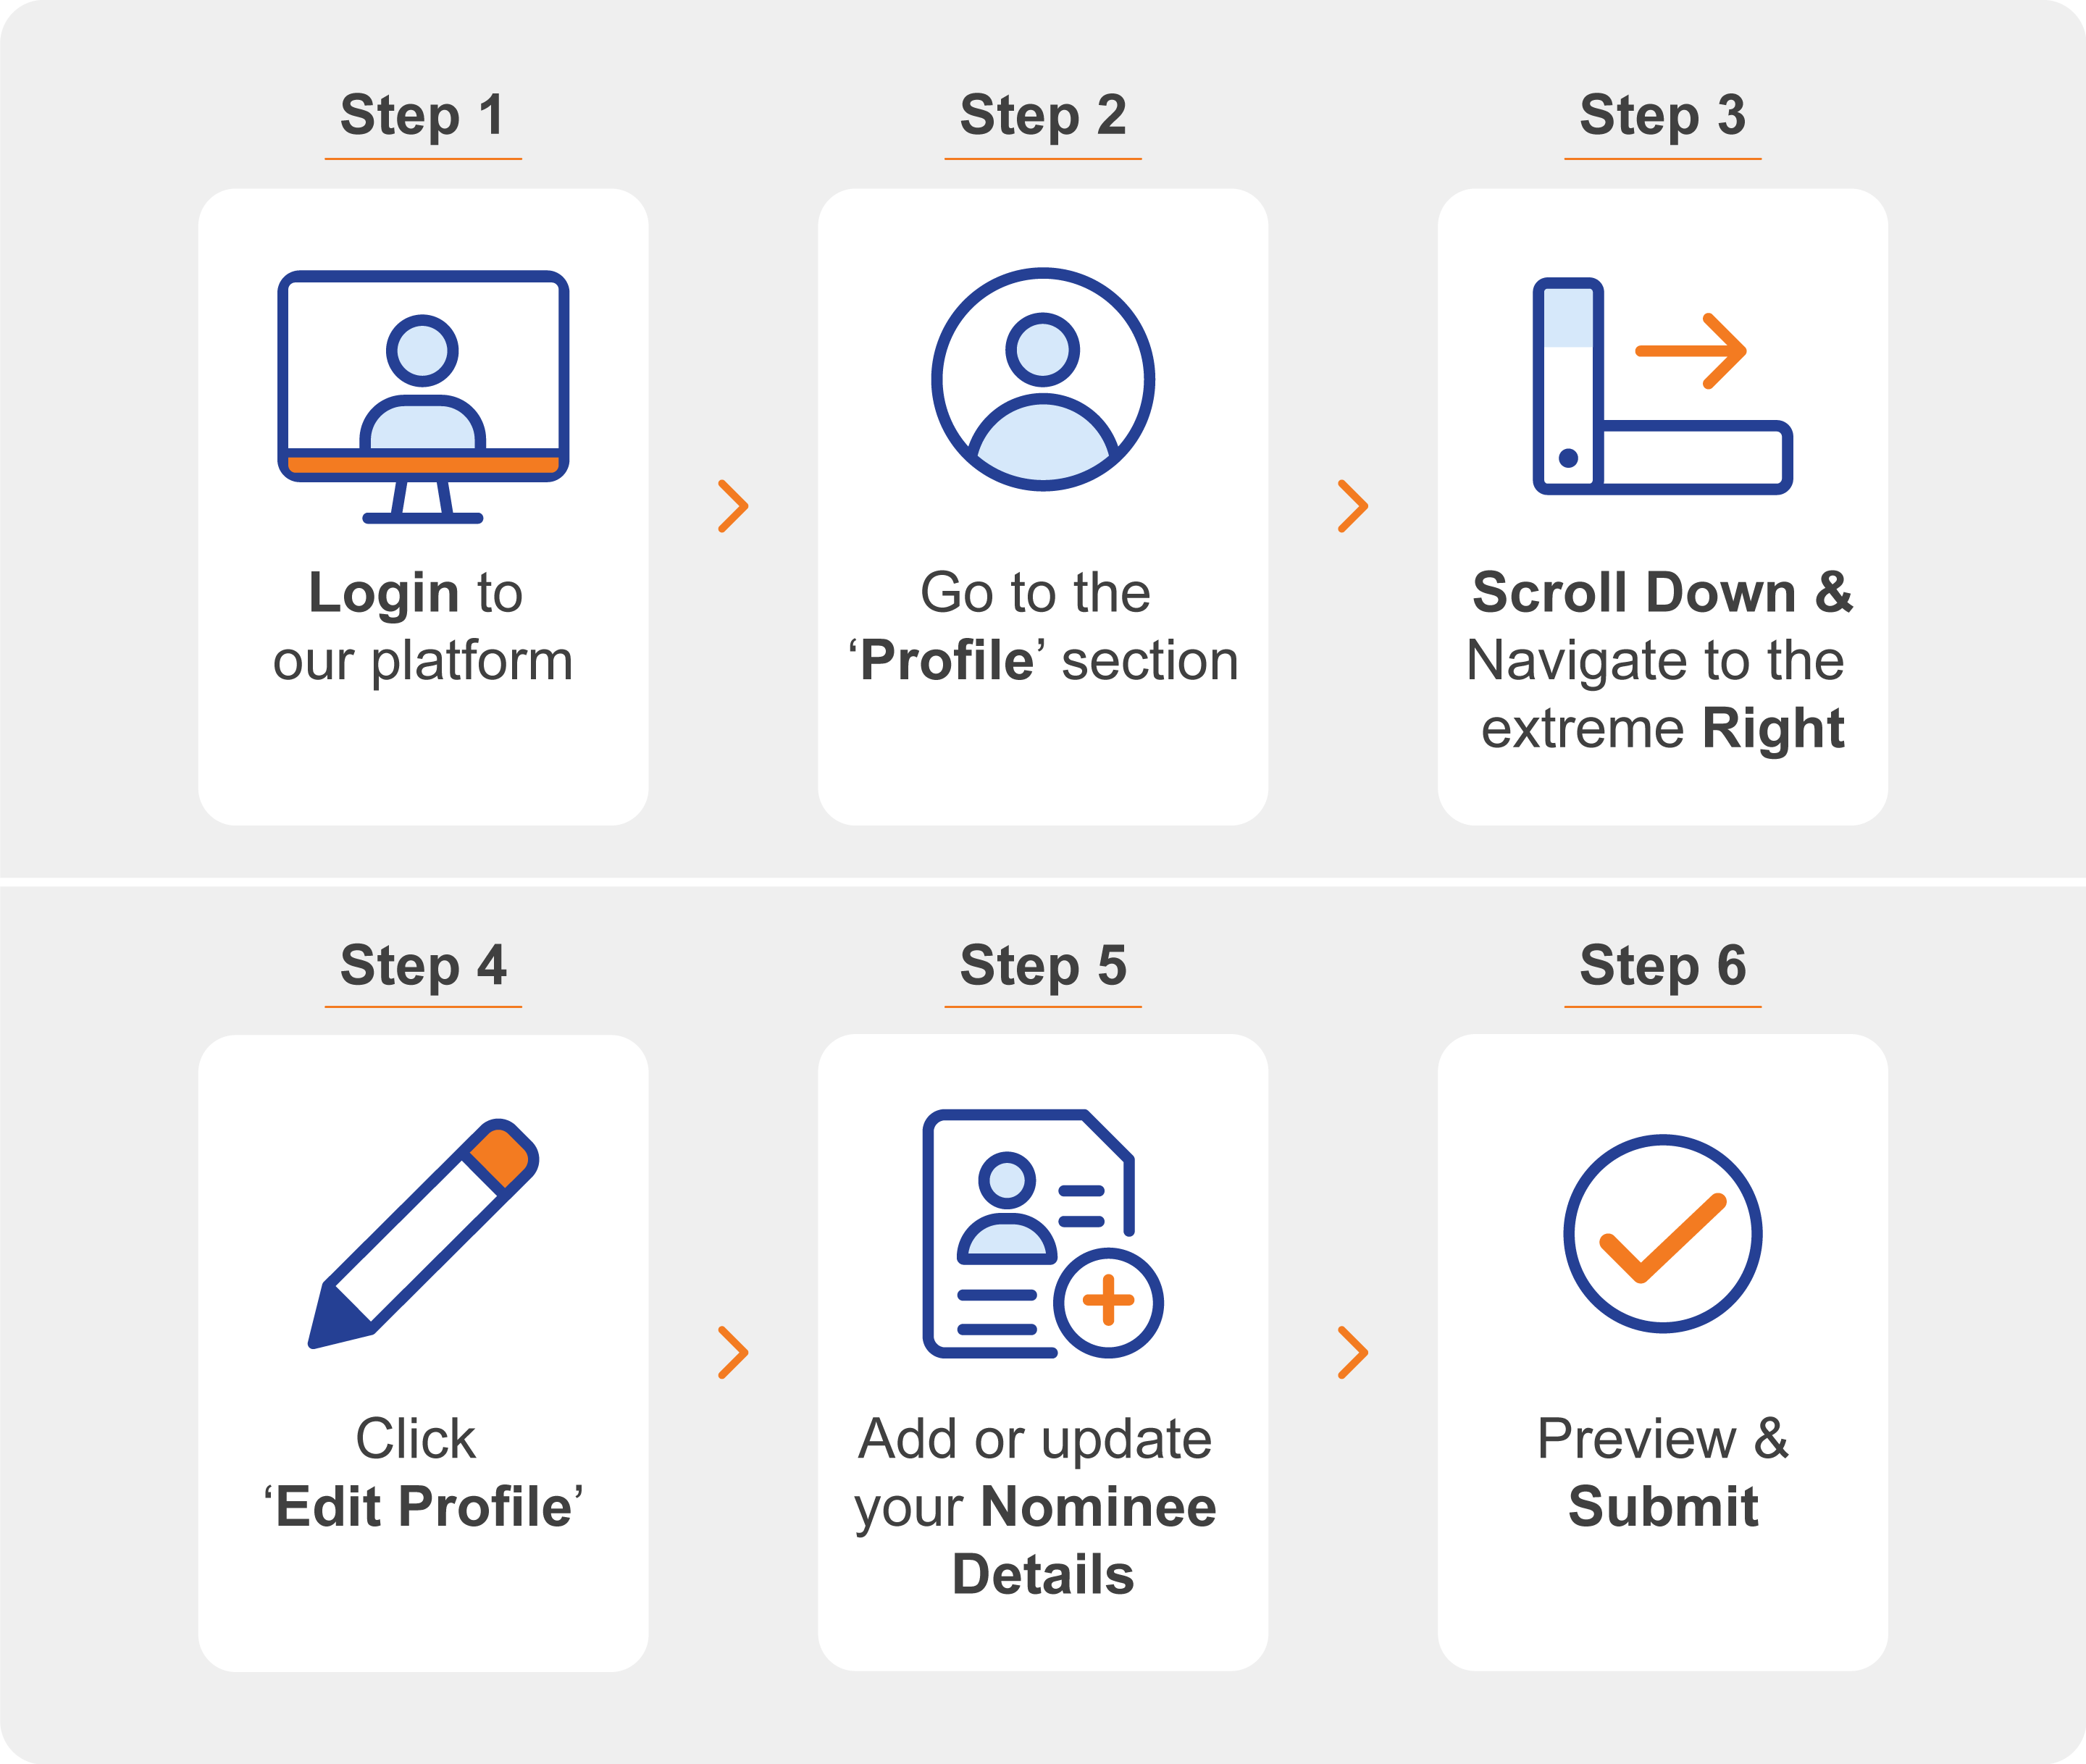 Step 1
Login to
our platform
Step 2
Go to the
‘Profile’ section
Step 3
Scroll Down &
Navigate to the
extreme Right
Step 4
Click
‘Edit Profile’
Step 5
Add or update
your Nominee
Details
Step 6
Preview &
Submit